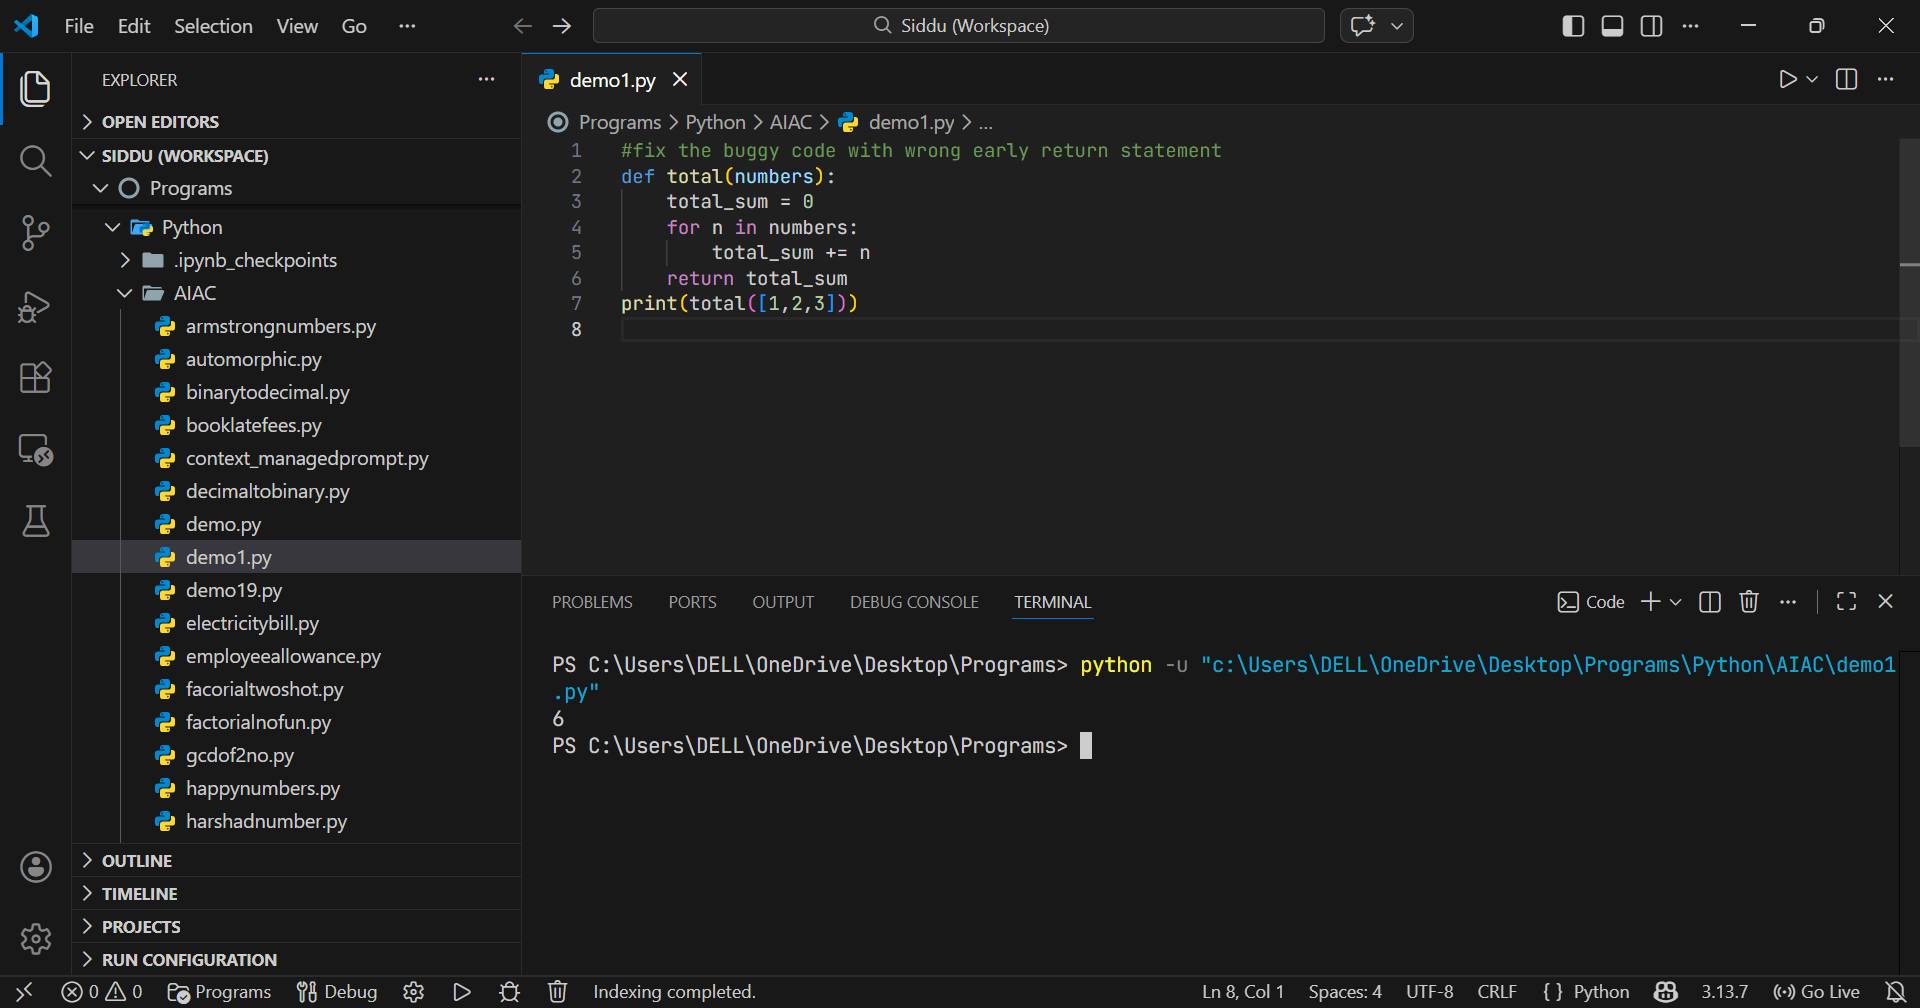 File Edit Selection View Go ···
Siddu (Workspace)
EXPLORER
OPEN EDITORS
SIDDU (WORKSPACE)
Programs
Python
.ipynb_checkpoints
AIAC
armstrongnumbers.py
automorphic.py
binarytodecimal.py
booklatefees.py
context_managedprompt.py
decimaltobinary.py
demo.py
demo1.py
demo19.py
electricitybill.py
employeeallowance.py
facorialtwoshot.py
factorialnofun.py
gcdof2no.py
happynumbers.py
harshadnumber.py
OUTLINE
TIMELINE
PROJECTS
RUN CONFIGURATION
demo1.py
Programs > Python > AIAC > demo1.py > ...
1 #fix the buggy code with wrong early return statement
2 def total(numbers):
3 total_sum = 0
4 for n in numbers:
5 total_sum += n
6 return total_sum
7 print(total([1,2,3]))
8
PROBLEMS PORTS OUTPUT DEBUG CONSOLE TERMINAL
Code
PS C:\Users\DELL\OneDrive\Desktop\Programs> python -u "c:\Users\DELL\OneDrive\Desktop\Programs\Python\AIAC\demo1
.py"
6
PS C:\Users\DELL\OneDrive\Desktop\Programs>
0 0 Programs Debug Indexing completed. Ln 8, Col 1 Spaces: 4 UTF-8 CRLF { } Python 3.13.7 Go Live